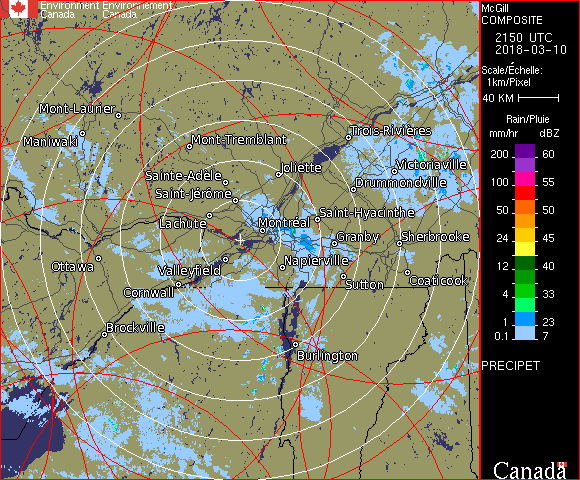 Environment Environnement
Canada Canada
McGill
COMPOSITE
2150 UTC
2018-03-10
Scale/Échelle:
1km/Pixel
40 KM
Rain/Pluie
mm/hr dBZ
200 60
100 55
50 50
24 45
12 40
4 33
1 23
0.1 7
PRECIPET
Canada
Mont-Laurier
Maniwaki
Mont-Tremblant
Trois-Rivières
Sainte-Adèle
Joliette
Victoriaville
Saint-Jérôme
Drummondville
Lachute
Montréal
Saint-Hyacinthe
Granby
Sherbrooke
Ottawa
Valleyfield
Napierville
Cornwall
Sutton
Coaticook
Brockville
Burlington